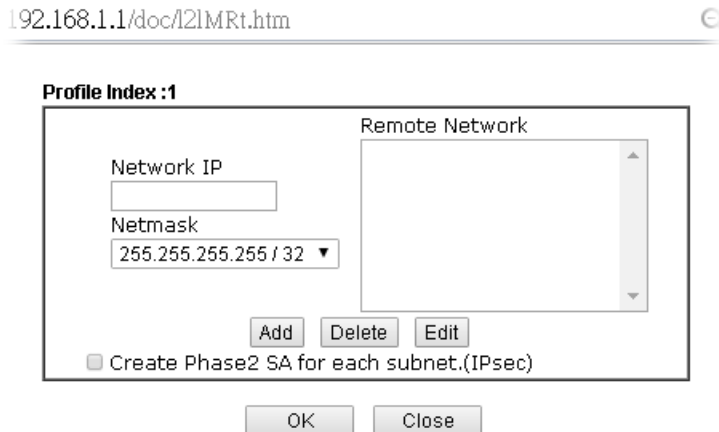 192.168.1.1/doc/l2lMRt.htm
Profile Index :1
Remote Network
Network IP
Netmask
255.255.255.255 / 32
Add Delete Edit
Create Phase2 SA for each subnet.(IPsec)
OK Close